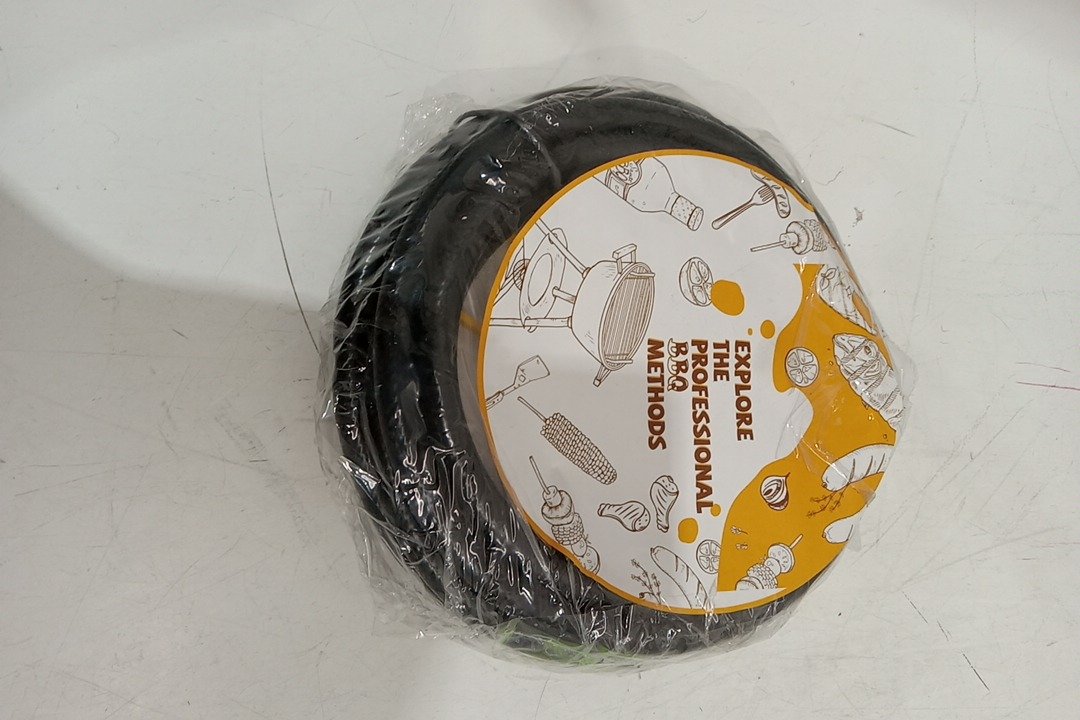 EXPLORE
THE
PROFESSIONAL
BBQ
METHODS